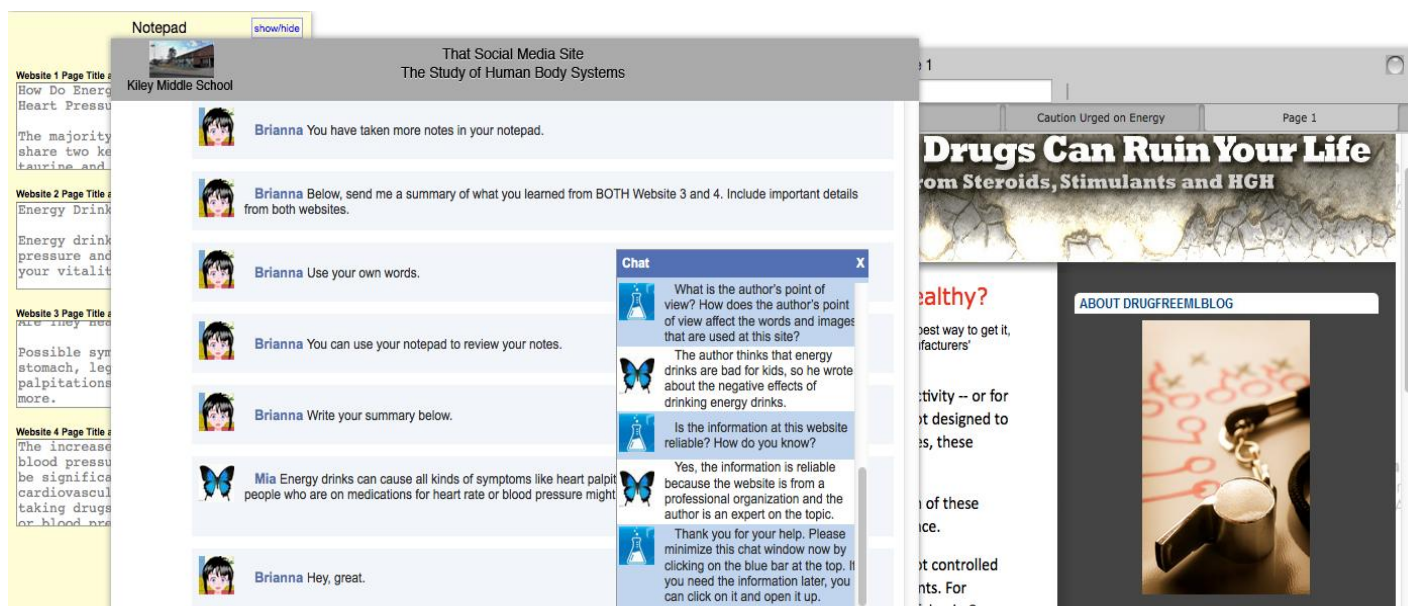 Notepad
show/hide
Website 1 Page Title a
How Do Energ
Heart Pressu
The majority
share two ke
taurine and
Website 2 Page Title a
Energy Drink
Energy drink
pressure and
your vitalit
Website 3 Page Title a
Are They Hea
Possible sym
stomach, leg
palpitations
more.
Website 4 Page Title a
The increase
blood pressu
be significa
cardiovascul
taking drugs
or blood pre
Kiley Middle School
That Social Media Site
The Study of Human Body Systems
Brianna You have taken more notes in your notepad.
Brianna Below, send me a summary of what you learned from BOTH Website 3 and 4. Include important details
from both websites.
Brianna Use your own words.
Brianna You can use your notepad to review your notes.
Brianna Write your summary below.
Mia Energy drinks can cause all kinds of symptoms like heart palpit
people who are on medications for heart rate or blood pressure might
Brianna Hey, great.
Chat X
What is the author's point of
view? How does the author's point
of view affect the words and images
that are used at this site?
The author thinks that energy
drinks are bad for kids, so he wrote
about the negative effects of
drinking energy drinks.
Is the information at this website
reliable? How do you know?
Yes, the information is reliable
because the website is from a
professional organization and the
author is an expert on the topic.
Thank you for your help. Please
minimize this chat window now by
clicking on the blue bar at the top. If
you need the information later, you
can click on it and open it up.
1
Caution Urged on Energy
Page 1
Drugs Can Ruin Your Life
om Steroids, Stimulants and HGH
ealthy?
best way to get it,
ufacturers'
ctivity -- or for
ot designed to
es, these
n of these
nce.
ot controlled
nts. For
ABOUT DRUGFREEMLBLOG